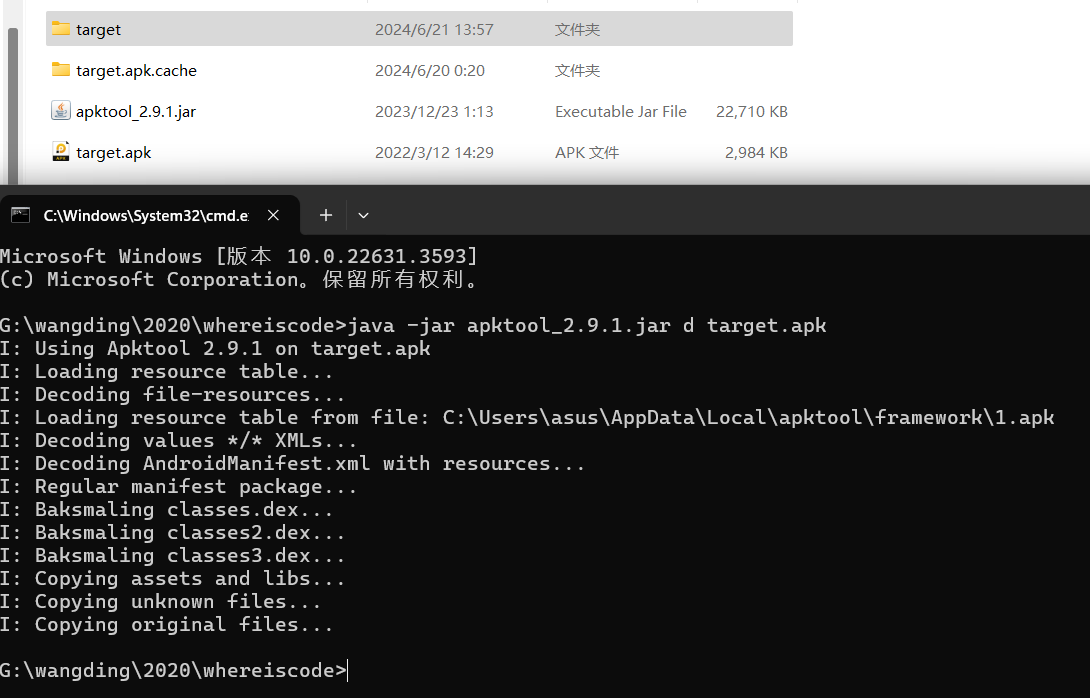 target 2024/6/21 13:57 文件夹
target.apk.cache 2024/6/20 0:20 文件夹
apktool_2.9.1.jar 2023/12/23 1:13 Executable Jar File 22,710 KB
target.apk 2022/3/12 14:29 APK 文件 2,984 KB
C:\Windows\System32\cmd.e
Microsoft Windows [版本 10.0.22631.3593]
(c) Microsoft Corporation。保留所有权利。
G:\wangding\2020\whereiscode>java -jar apktool_2.9.1.jar d target.apk
I: Using Apktool 2.9.1 on target.apk
I: Loading resource table...
I: Decoding file-resources...
I: Loading resource table from file: C:\Users\asus\AppData\Local\apktool\framework\1.apk
I: Decoding values */* XMLs...
I: Decoding AndroidManifest.xml with resources...
I: Regular manifest package...
I: Baksmaling classes.dex...
I: Baksmaling classes2.dex...
I: Baksmaling classes3.dex...
I: Copying assets and libs...
I: Copying unknown files...
I: Copying original files...
G:\wangding\2020\whereiscode>